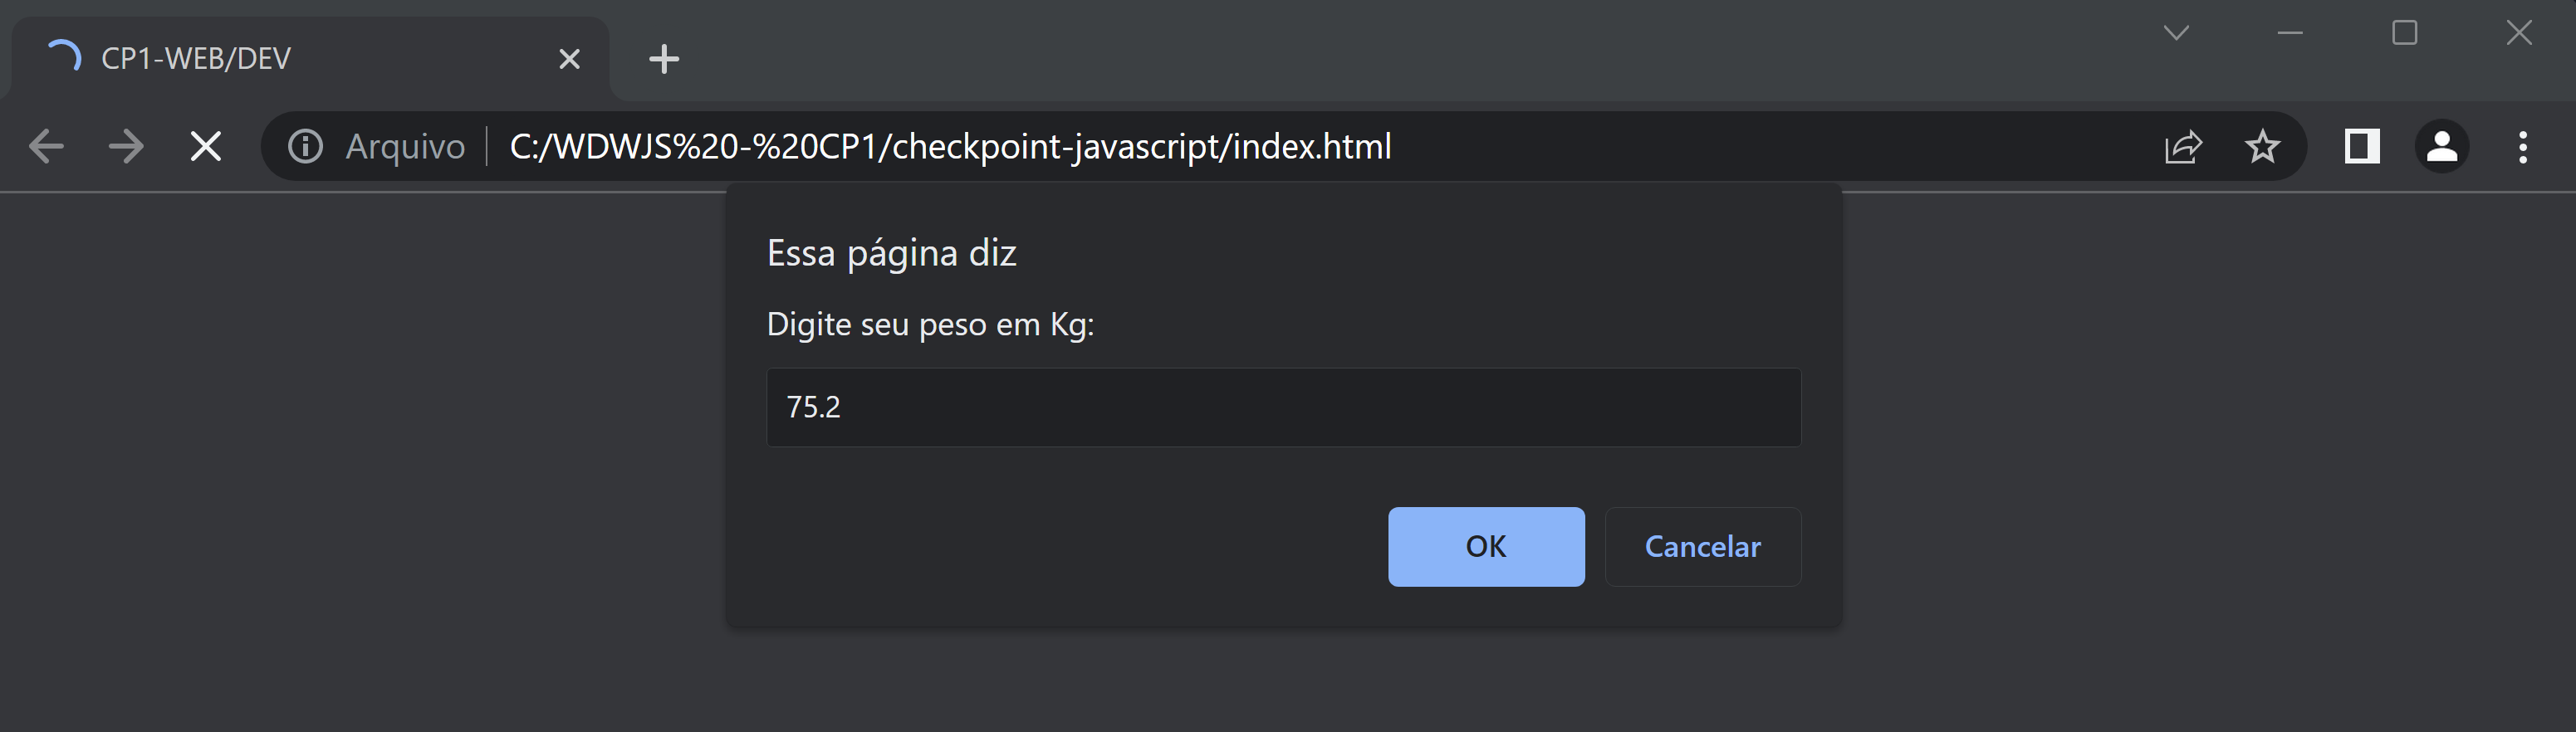 CP1-WEB/DEV
Arquivo C:/WDWJS%20-%20CP1/checkpoint-javascript/index.html
Essa página diz
Digite seu peso em Kg:
75.2
OK Cancelar